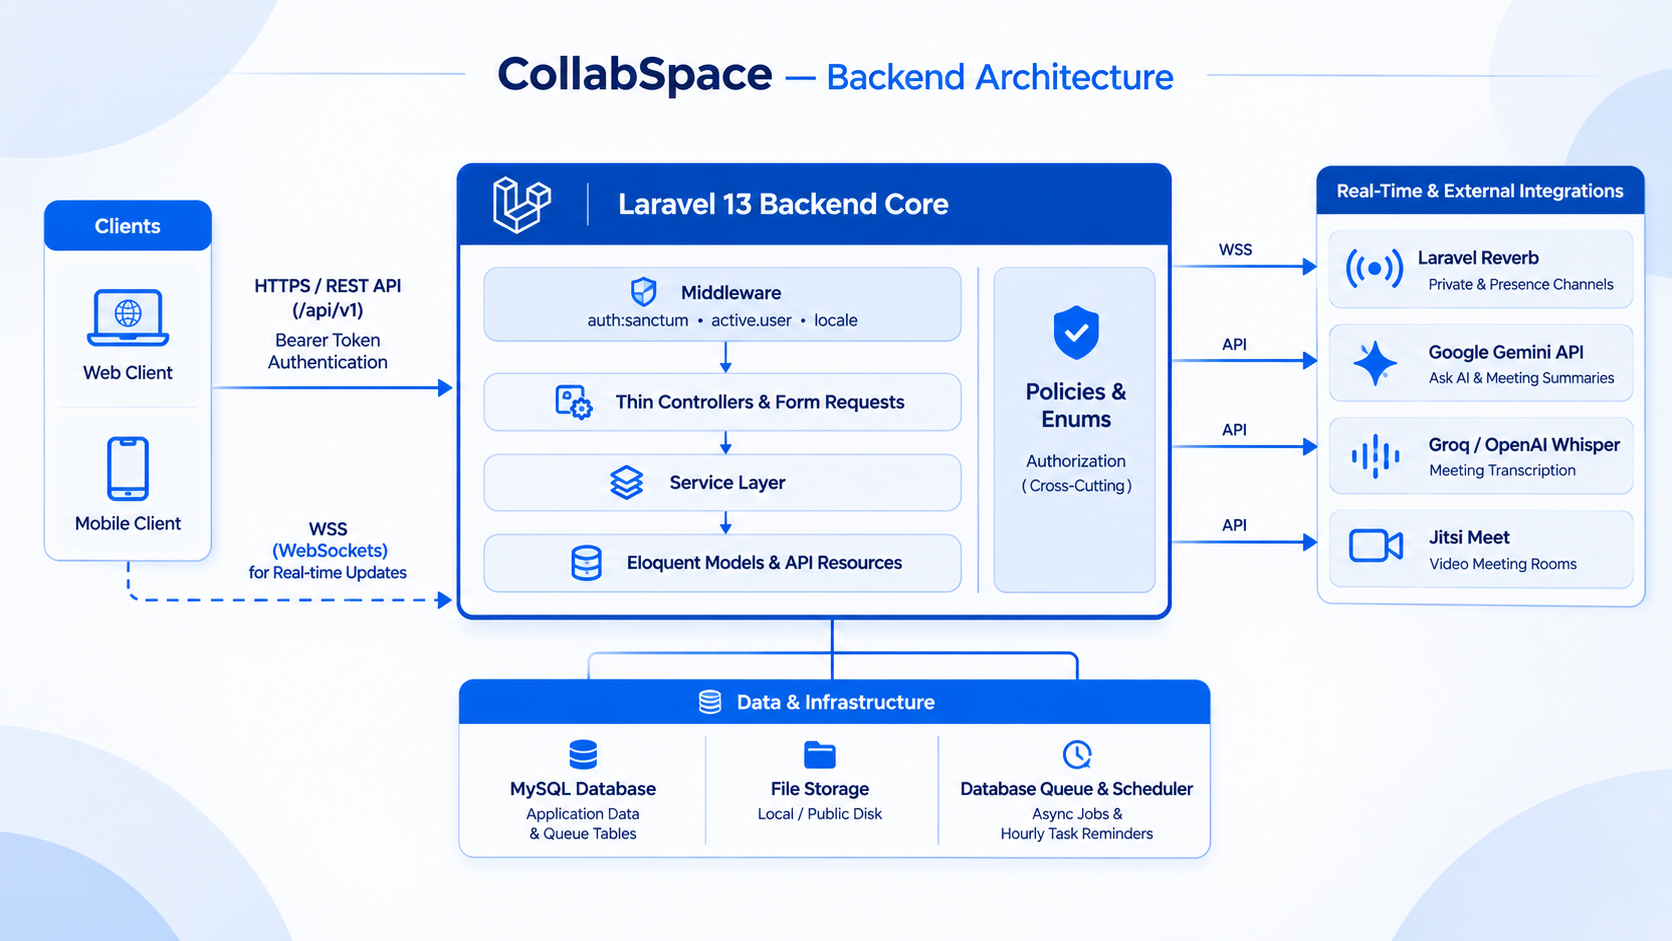 CollabSpace — Backend Architecture
Clients
Web Client
Mobile Client
HTTPS / REST API
(/api/v1)
Bearer Token
Authentication
WSS
(WebSockets)
for Real-time Updates
Laravel 13 Backend Core
Middleware
auth:sanctum • active.user • locale
Thin Controllers & Form Requests
Service Layer
Eloquent Models & API Resources
Policies &
Enums
Authorization
(Cross-Cutting)
WSS
API
API
API
Real-Time & External Integrations
Laravel Reverb
Private & Presence Channels
Google Gemini API
Ask AI & Meeting Summaries
Groq / OpenAI Whisper
Meeting Transcription
Jitsi Meet
Video Meeting Rooms
Data & Infrastructure
MySQL Database
Application Data
& Queue Tables
File Storage
Local / Public Disk
Database Queue & Scheduler
Async Jobs &
Hourly Task Reminders